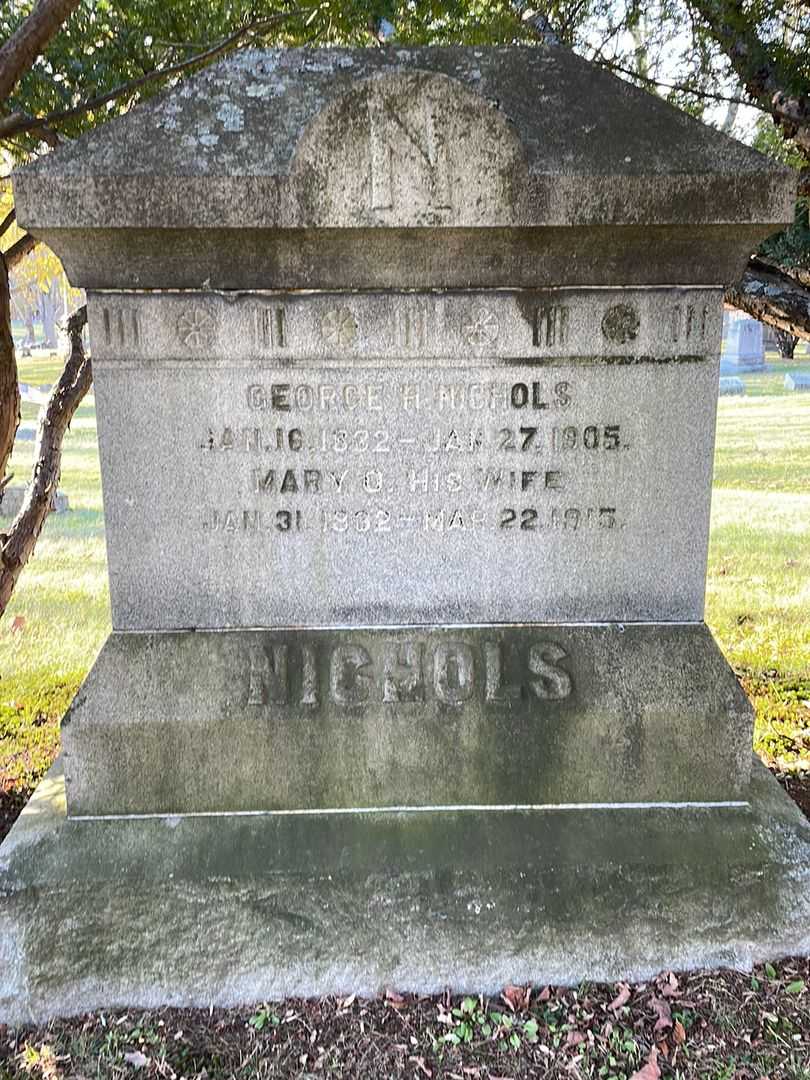 N
GEORGE H. NICHOLS
JAN. 16. 1832 – JAN 27. 1905.
MARY O. HIS WIFE
JAN. 31. 1832 – MAR. 22. 1915.
NICHOLS